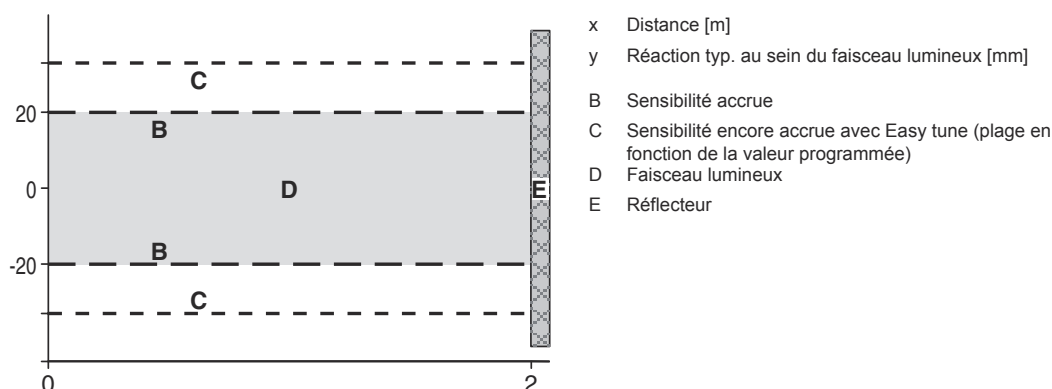 C
20
B
0
D
E
B
-20
C
0
2
x Distance [m]
y Réaction typ. au sein du faisceau lumineux [mm]
B Sensibilité accrue
C Sensibilité encore accrue avec Easy tune (plage en
fonction de la valeur programmée)
D Faisceau lumineux
E Réflecteur